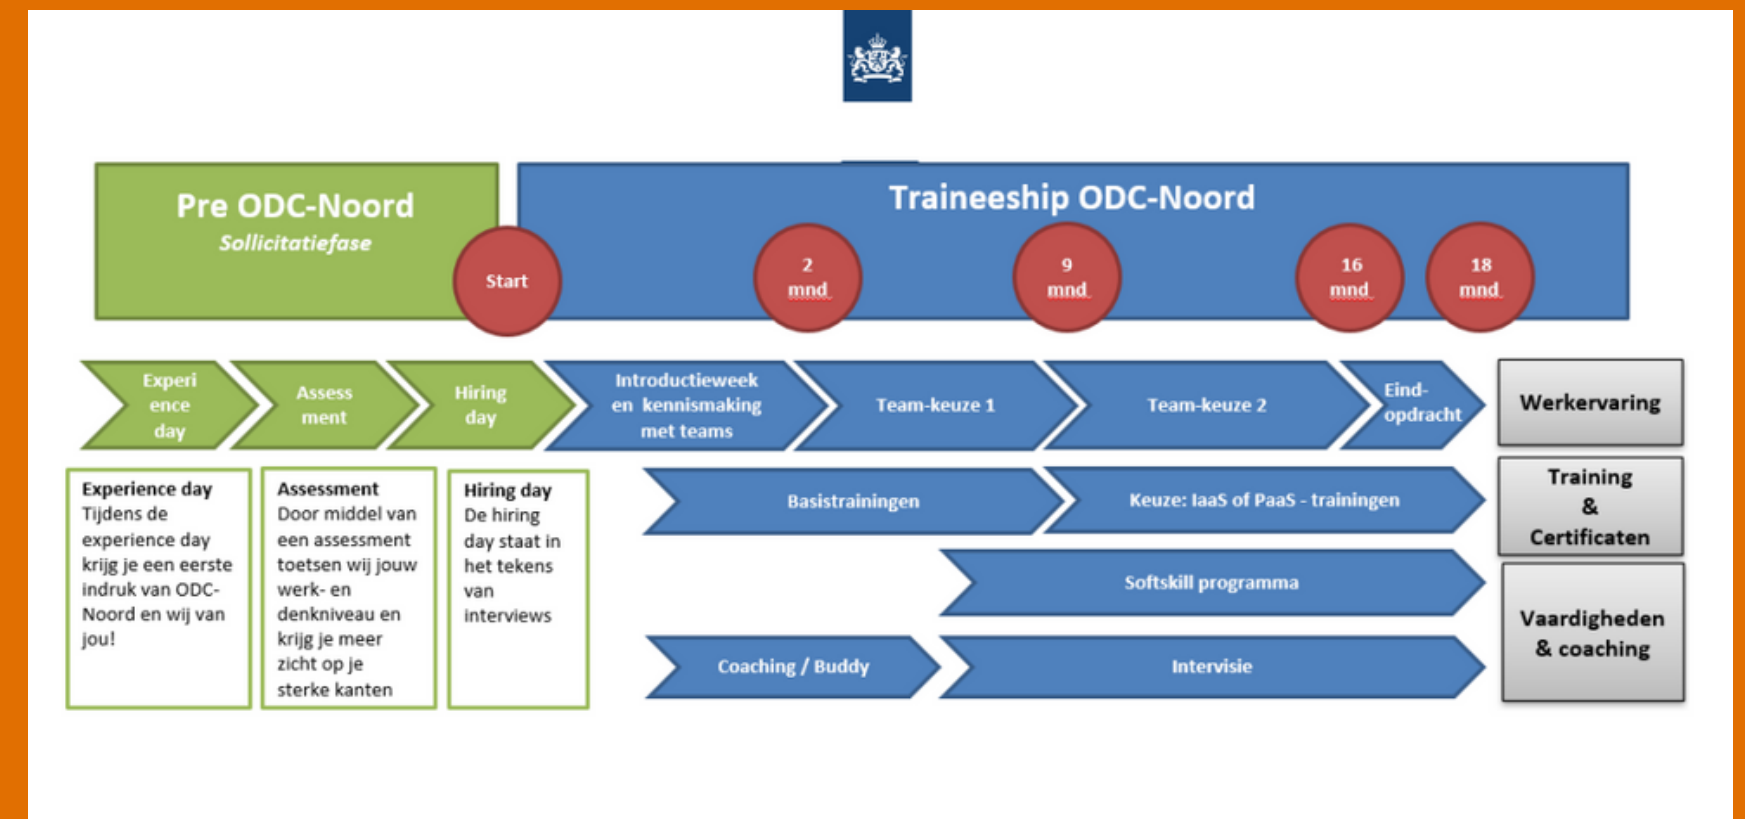 Pre ODC-Noord
Sollicitatiefase
Traineeship ODC-Noord
Start
2
mnd
9
mnd
16
mnd
18
mnd
Experi
ence
day
Assess
ment
Hiring
day
Introductieweek
en kennismaking
met teams
Team-keuze 1
Team-keuze 2
Eind-
opdracht
Werkervaring
Experience day
Tijdens de
experience day
krijg je een eerste
indruk van ODC-
Noord en wij van
jou!
Assessment
Door middel van
een assessment
toetsen wij jouw
werk- en
denkniveau en
krijg je meer
zicht op je
sterke kanten
Hiring day
De hiring
day staat in
het tekens
van
interviews
Basistrainingen
Keuze: IaaS of PaaS - trainingen
Training
&
Certificaten
Softskill programma
Coaching / Buddy
Intervisie
Vaardigheden
& coaching